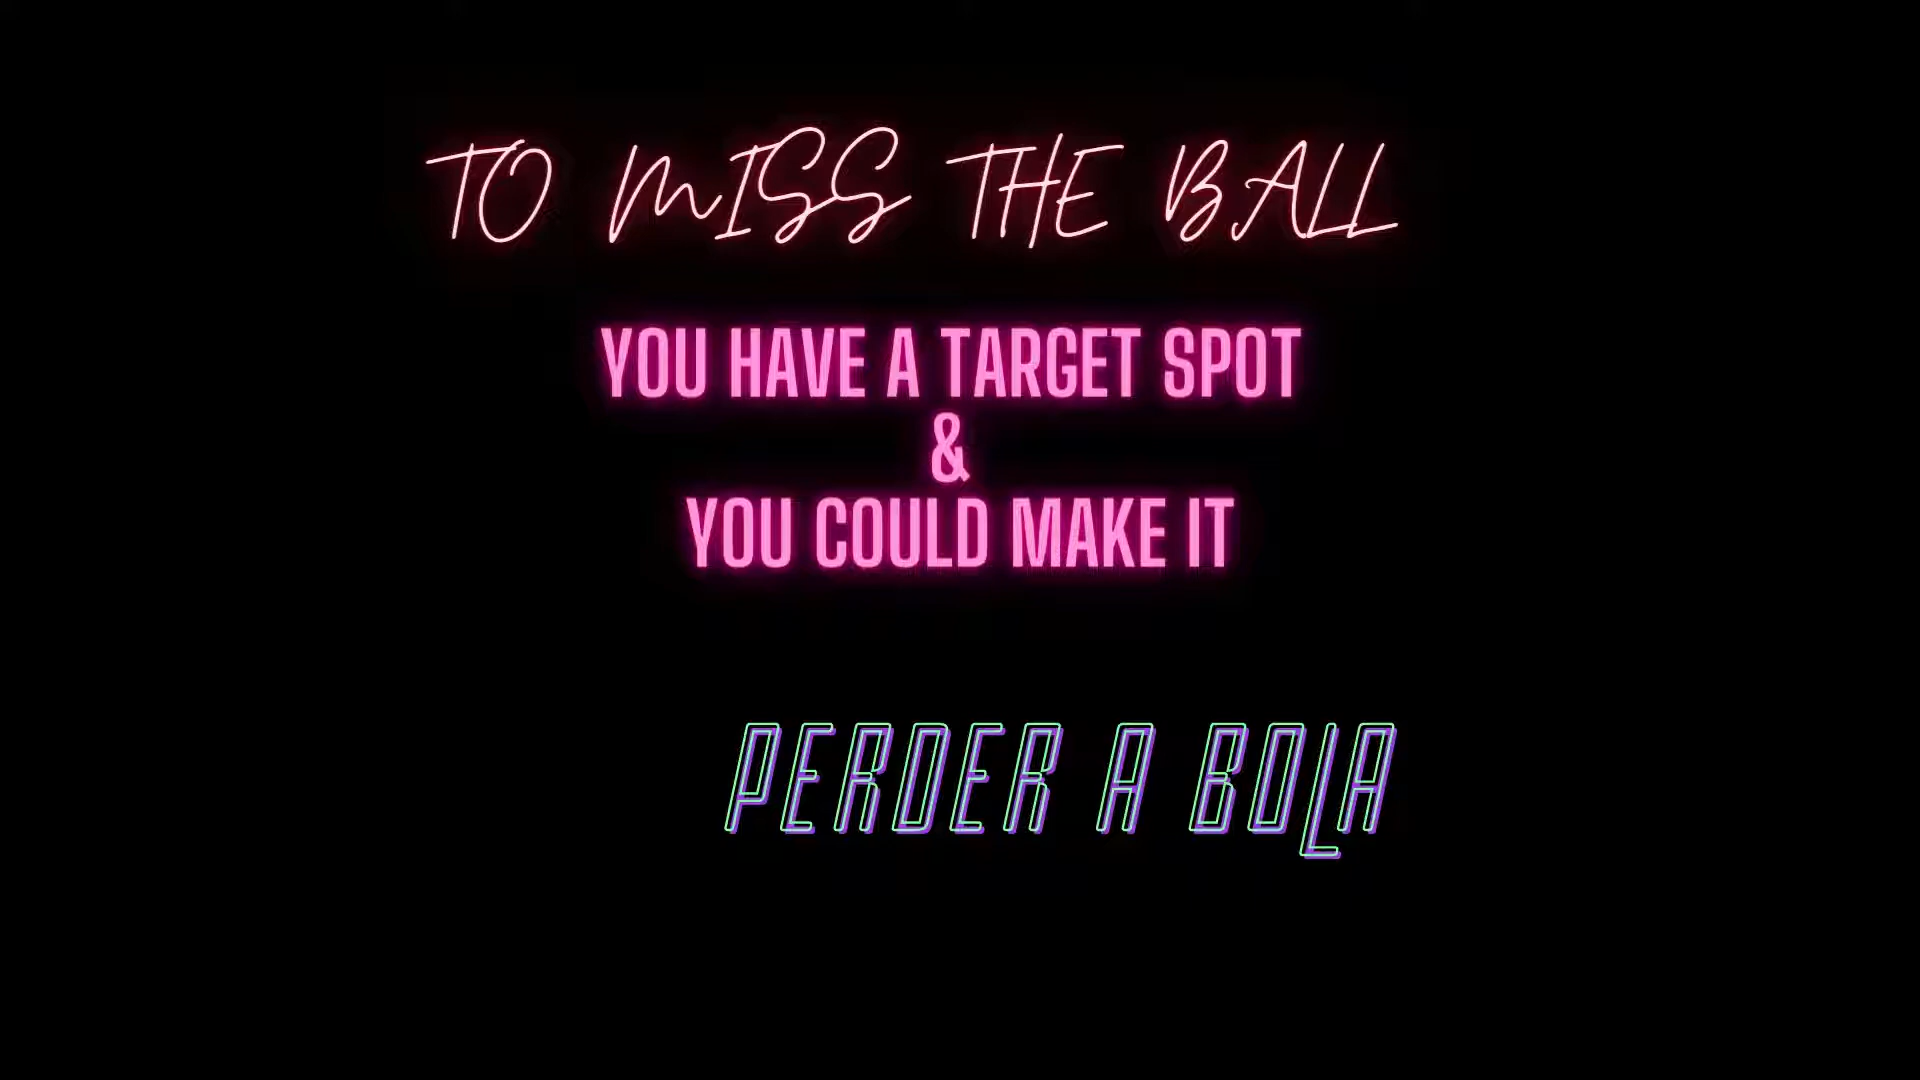 TO MISS THE BALL
YOU HAVE A TARGET SPOT
&
YOU COULD MAKE IT
PERDER A BOLA